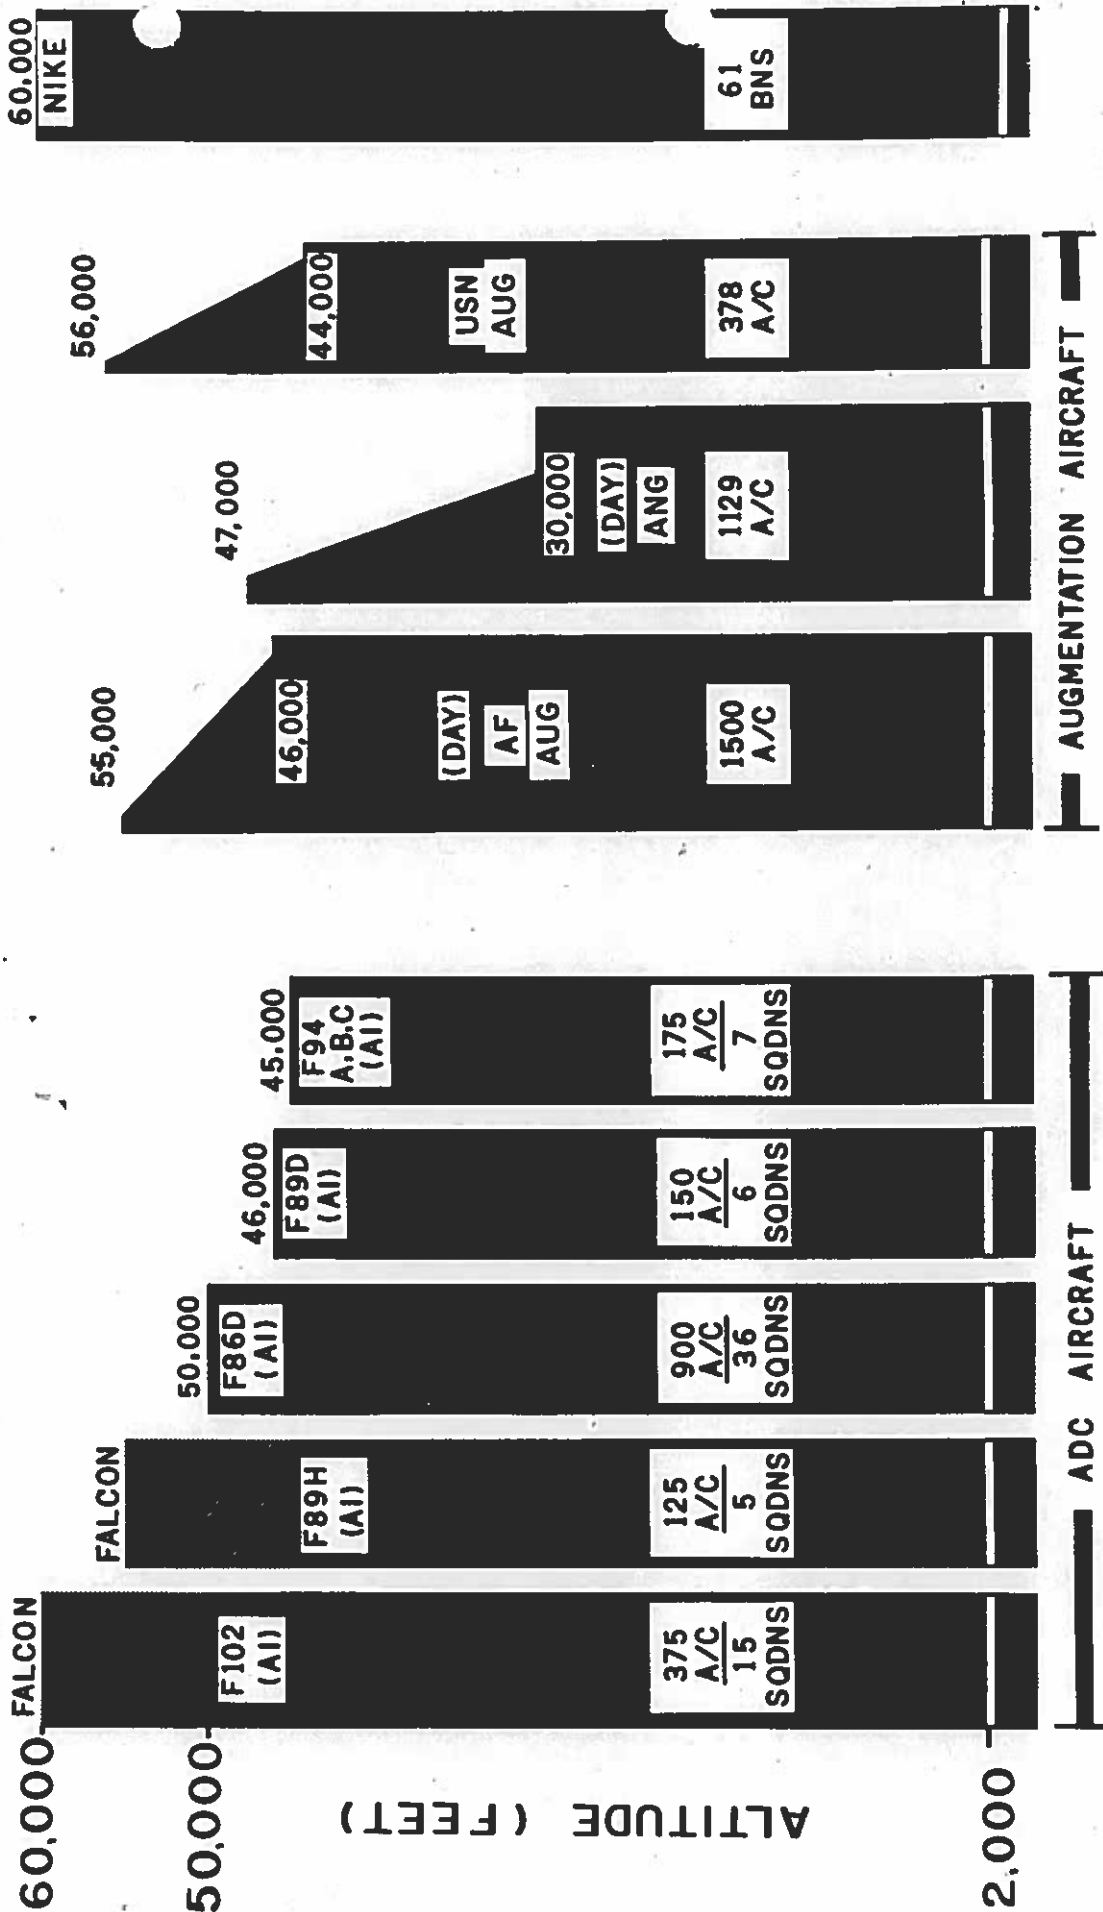 60,000
50,000
2,000
ALTITUDE (FEET)
FALCON
F102
(AI)
375
A/C
15
SQDNS
FALCON
F89H
(AI)
125
A/C
5
SQDNS
50.000
F86D
(AI)
900
A/C
36
SQDNS
46,000
F89D
(AI)
150
A/C
6
SQDNS
45.000
F94
A.B.C
(AI)
175
A/C
7
SQDNS
ADC AIRCRAFT
55,000
46,000
(DAY)
AF
AUG
1500
A/C
47,000
30,000
(DAY)
ANG
1129
A/C
56,000
44,000
USN
AUG
378
A/C
AUGMENTATION AIRCRAFT
60.000
NIKE
61
BNS